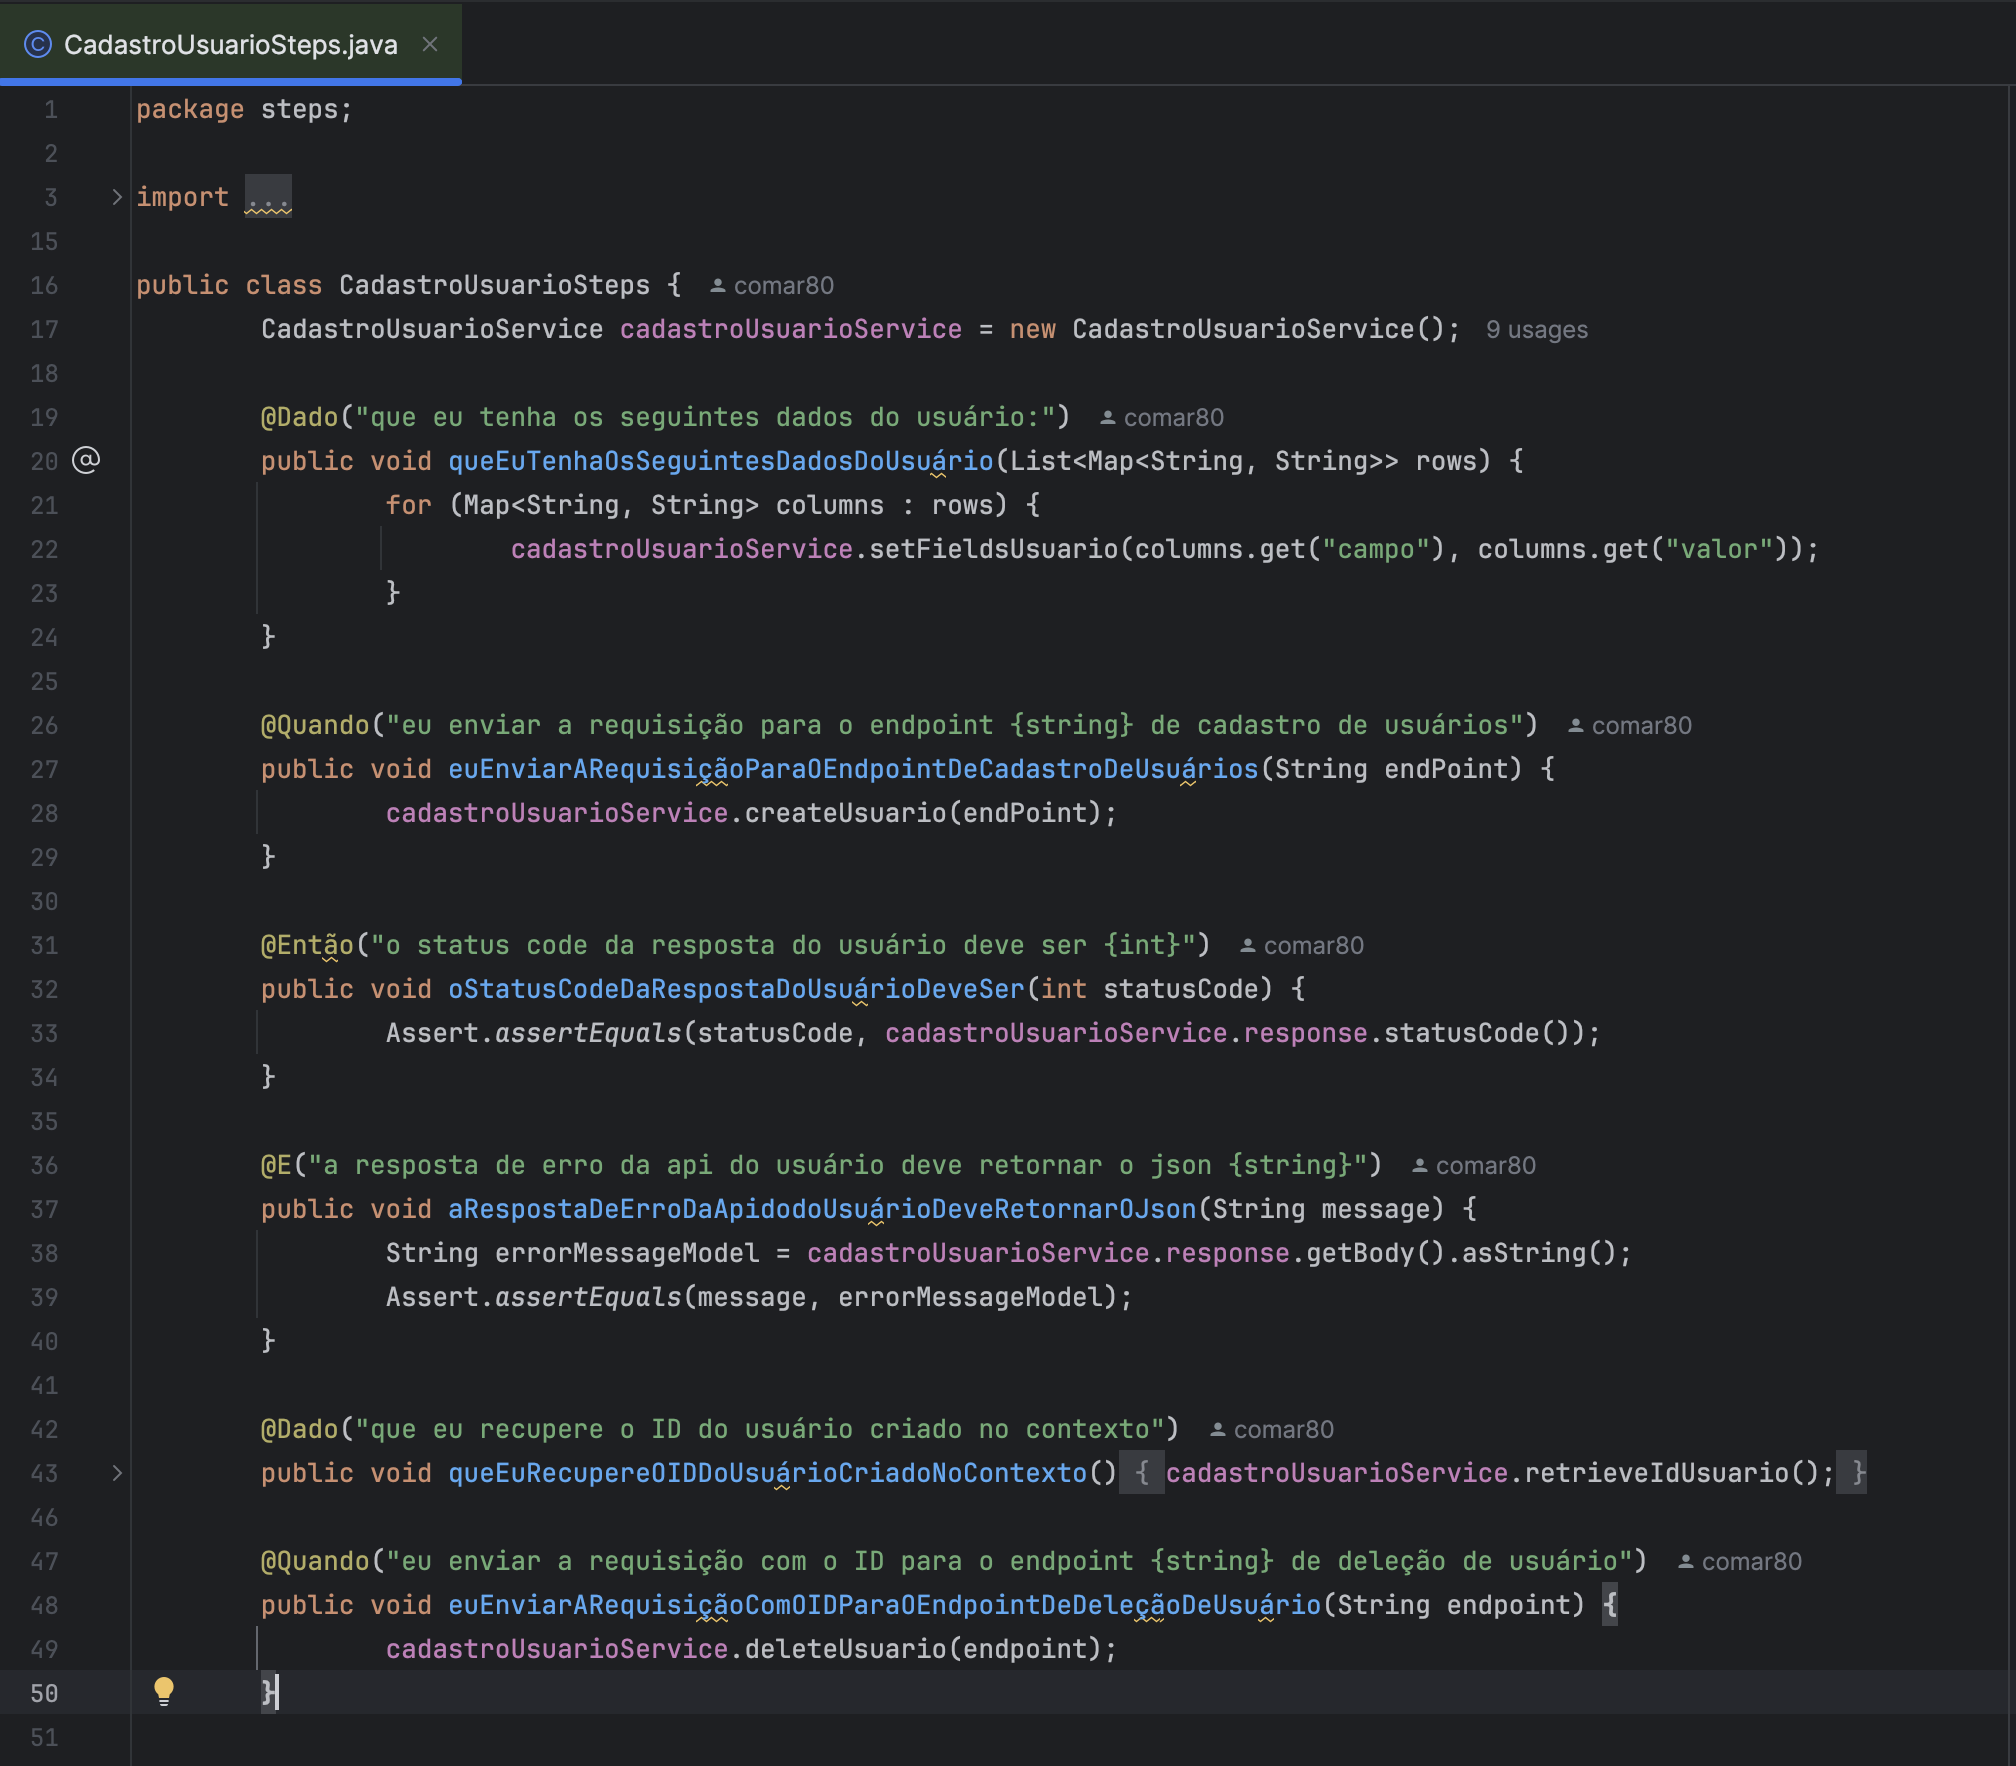 CadastroUsuarioSteps.java
1 package steps;
2
3 import ...
15
16 public class CadastroUsuarioSteps { comar80
17 CadastroUsuarioService cadastroUsuarioService = new CadastroUsuarioService(); 9 usages
18
19 @Dado("que eu tenha os seguintes dados do usuário:") comar80
20 public void queEuTenhaOsSeguintesDadosDoUsuário(List<Map<String, String>> rows) {
21 for (Map<String, String> columns : rows) {
22 cadastroUsuarioService.setFieldsUsuario(columns.get("campo"), columns.get("valor"));
23 }
24 }
25
26 @Quando("eu enviar a requisição para o endpoint {string} de cadastro de usuários") comar80
27 public void euEnviarARequisiçãoParaOEndpointDeCadastroDeUsuários(String endPoint) {
28 cadastroUsuarioService.createUsuario(endPoint);
29 }
30
31 @Então("o status code da resposta do usuário deve ser {int}") comar80
32 public void oStatusCodeDaRespostaDoUsuárioDeveSer(int statusCode) {
33 Assert.assertEquals(statusCode, cadastroUsuarioService.response.statusCode());
34 }
35
36 @E("a resposta de erro da api do usuário deve retornar o json {string}") comar80
37 public void aRespostaDeErroDaApidodoUsuárioDeveRetornarOJson(String message) {
38 String errorMessageModel = cadastroUsuarioService.response.getBody().asString();
39 Assert.assertEquals(message, errorMessageModel);
40 }
41
42 @Dado("que eu recupere o ID do usuário criado no contexto") comar80
43 public void queEuRecupereOIDDoUsuárioCriadoNoContexto() { cadastroUsuarioService.retrieveIdUsuario(); }
46
47 @Quando("eu enviar a requisição com o ID para o endpoint {string} de deleção de usuário") comar80
48 public void euEnviarARequisiçãoComOIDParaOEndpointDeDeleçãoDeUsuário(String endpoint) {
49 cadastroUsuarioService.deleteUsuario(endpoint);
50 }
51